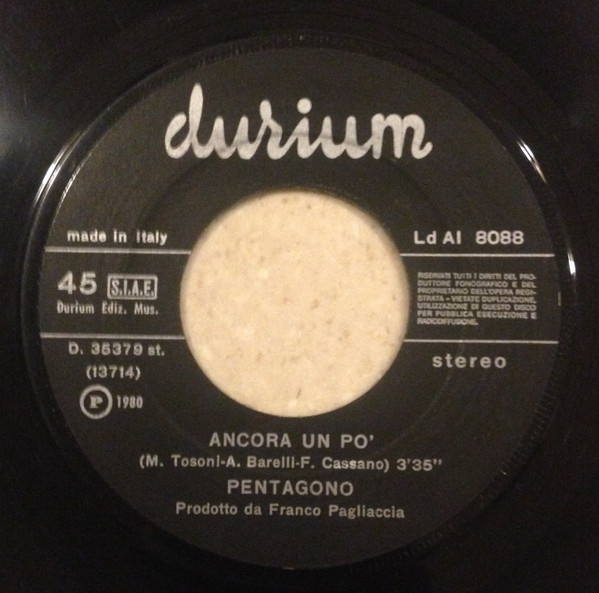 durium
made in Italy
Ld AI 8088
45 S.I.A.E.
Durium Ediz. Mus.
RISERVATI TUTTI I DIRITTI DEL PRO-
DUTTORE FONOGRAFICO E DEL
PROPRIETARIO DELL'OPERA REGI-
STRATA - VIETATE DUPLICAZIONE,
UTILIZZAZIONE DI QUESTO DISCO
PER PUBBLICA ESECUZIONE E
RADIODIFFUSIONE.
D. 35379 st.
(13714)
stereo
P 1980
ANCORA UN PO'
(M. Tosoni-A. Barelli-F. Cassano) 3'35"
PENTAGONO
Prodotto da Franco Pagliaccia